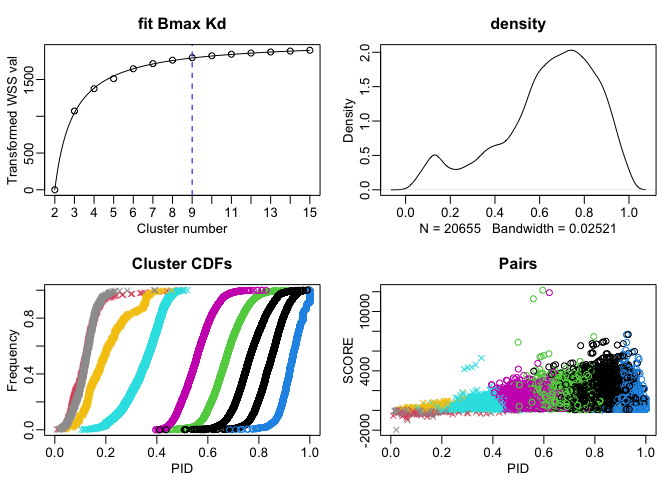 fit Bmax Kd
Transformed WSS val
0 500 1500
2 3 4 5 6 7 8 9 11 13 15
Cluster number
density
Density
0.0 0.5 1.0 1.5 2.0
0.0 0.2 0.4 0.6 0.8 1.0
N = 20655 Bandwidth = 0.02521
Cluster CDFs
Frequency
0.0 0.4 0.8
0.0 0.2 0.4 0.6 0.8 1.0
PID
Pairs
SCORE
-2000 4000 10000
0.0 0.2 0.4 0.6 0.8 1.0
PID